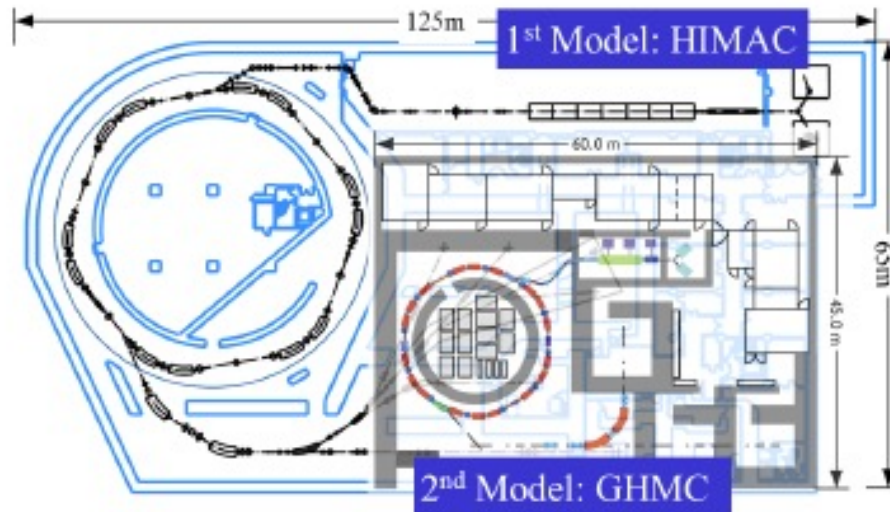 125m
1st Model: HIMAC
60.0 m
65m
45.0 m
2nd Model: GHMC